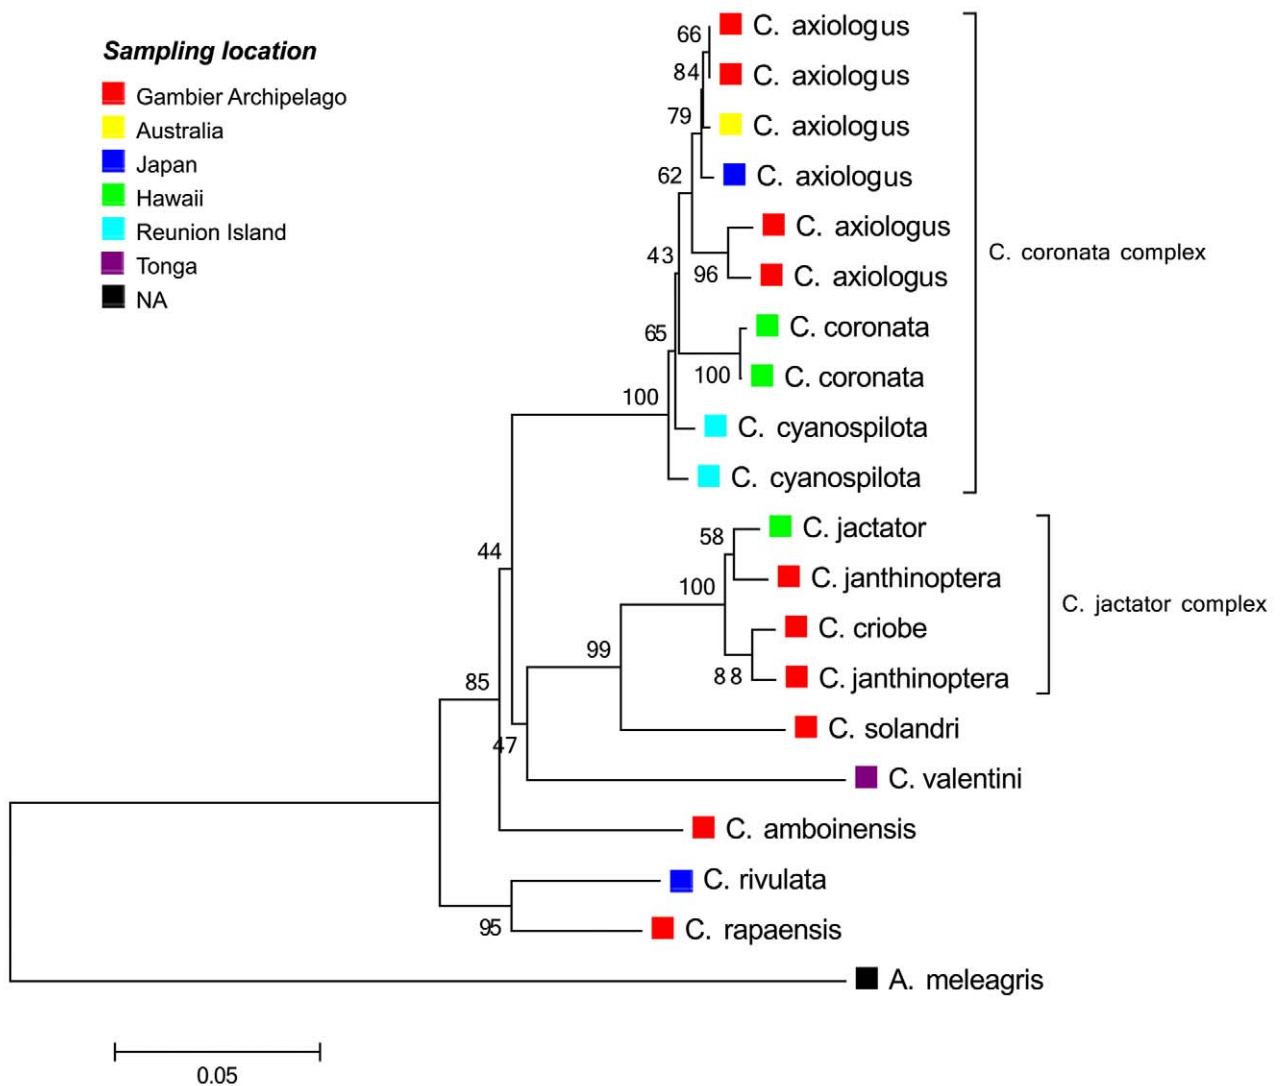 Sampling location
Gambier Archipelago
Australia
Japan
Hawaii
Reunion Island
Tonga
NA
66
C. axiologus
84
C. axiologus
79
C. axiologus
62
C. axiologus
C. axiologus
43
96
C. axiologus
C. coronata complex
65
C. coronata
100
C. coronata
100
C. cyanospilota
C. cyanospilota
44
58
C. jactator
100
C. janthinoptera
C. jactator complex
99
C. criobe
88
C. janthinoptera
85
C. solandri
47
C. valentini
C. amboinensis
C. rivulata
95
C. rapaensis
A. meleagris
0.05